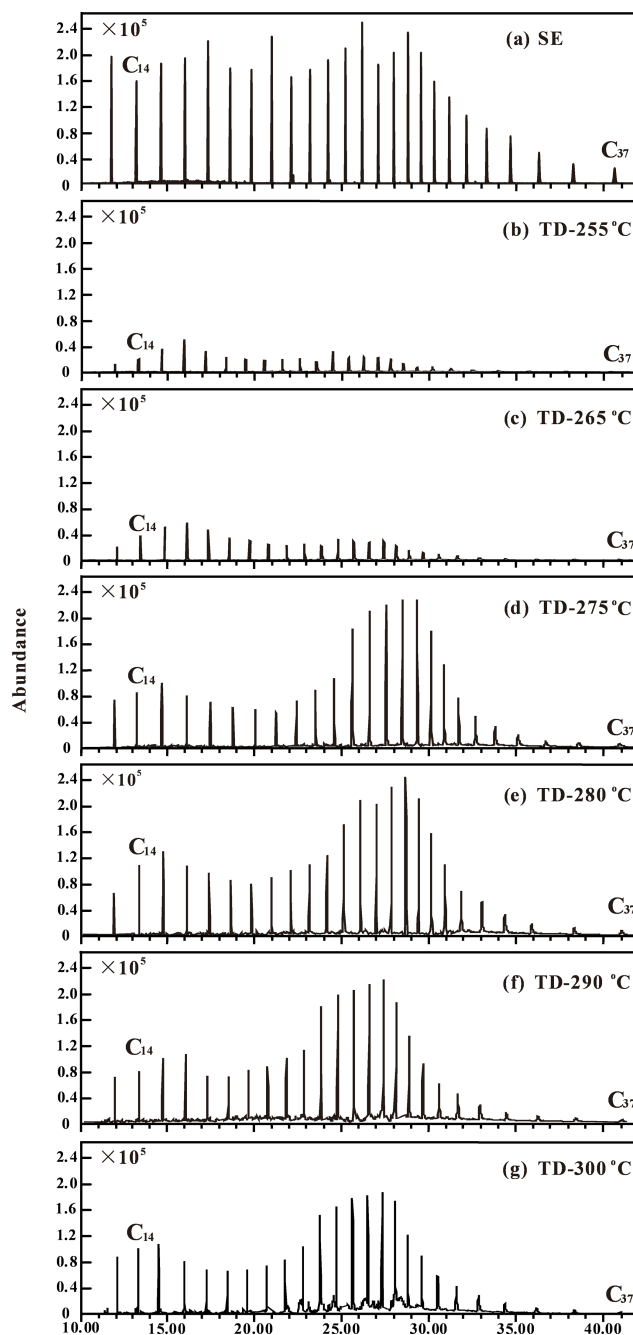 Abundance
×10⁵
(a) SE
2.4
2.0
1.6
1.2
0.8
0.4
0
C₁₄
C₃₇
×10⁵
(b) TD-255 °C
2.4
2.0
1.6
1.2
0.8
0.4
0
C₁₄
C₃₇
×10⁵
(c) TD-265 °C
2.4
2.0
1.6
1.2
0.8
0.4
0
C₁₄
C₃₇
×10⁵
(d) TD-275 °C
2.4
2.0
1.6
1.2
0.8
0.4
0
C₁₄
C₃₇
×10⁵
(e) TD-280 °C
2.4
2.0
1.6
1.2
0.8
0.4
0
C₁₄
C₃₇
×10⁵
(f) TD-290 °C
2.4
2.0
1.6
1.2
0.8
0.4
0
C₁₄
C₃₇
×10⁵
(g) TD-300 °C
2.4
2.0
1.6
1.2
0.8
0.4
0
C₁₄
C₃₇
10.00 15.00 20.00 25.00 30.00 35.00 40.00